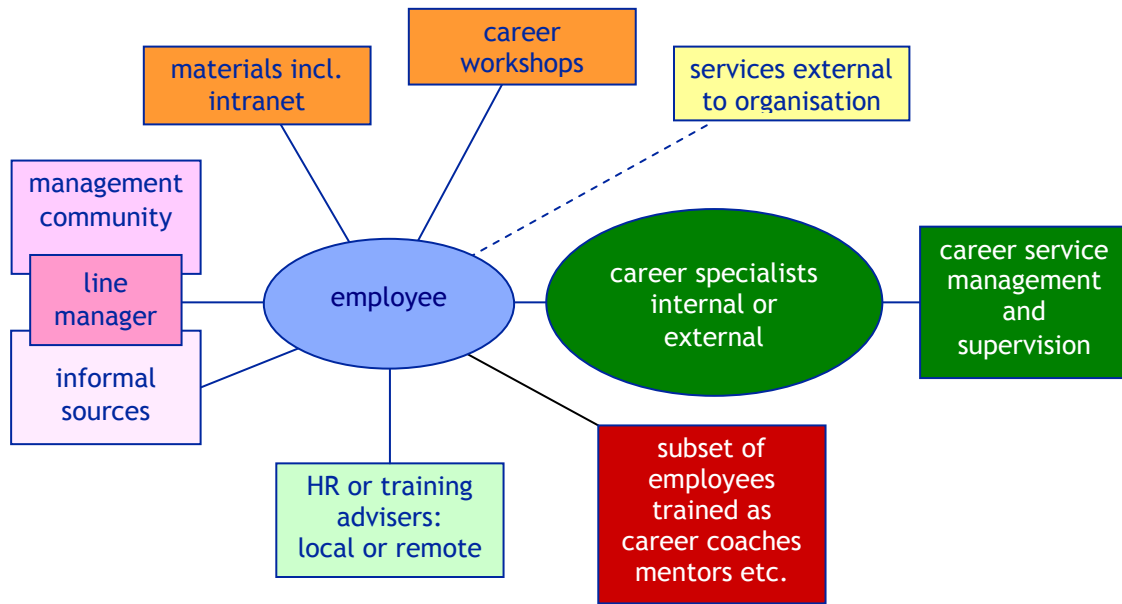 career
workshops
materials incl.
intranet
services external
to organisation
management
community
line
manager
informal
sources
employee
career specialists
internal or
external
career service
management
and
supervision
HR or training
advisers:
local or remote
subset of
employees
trained as
career coaches
mentors etc.